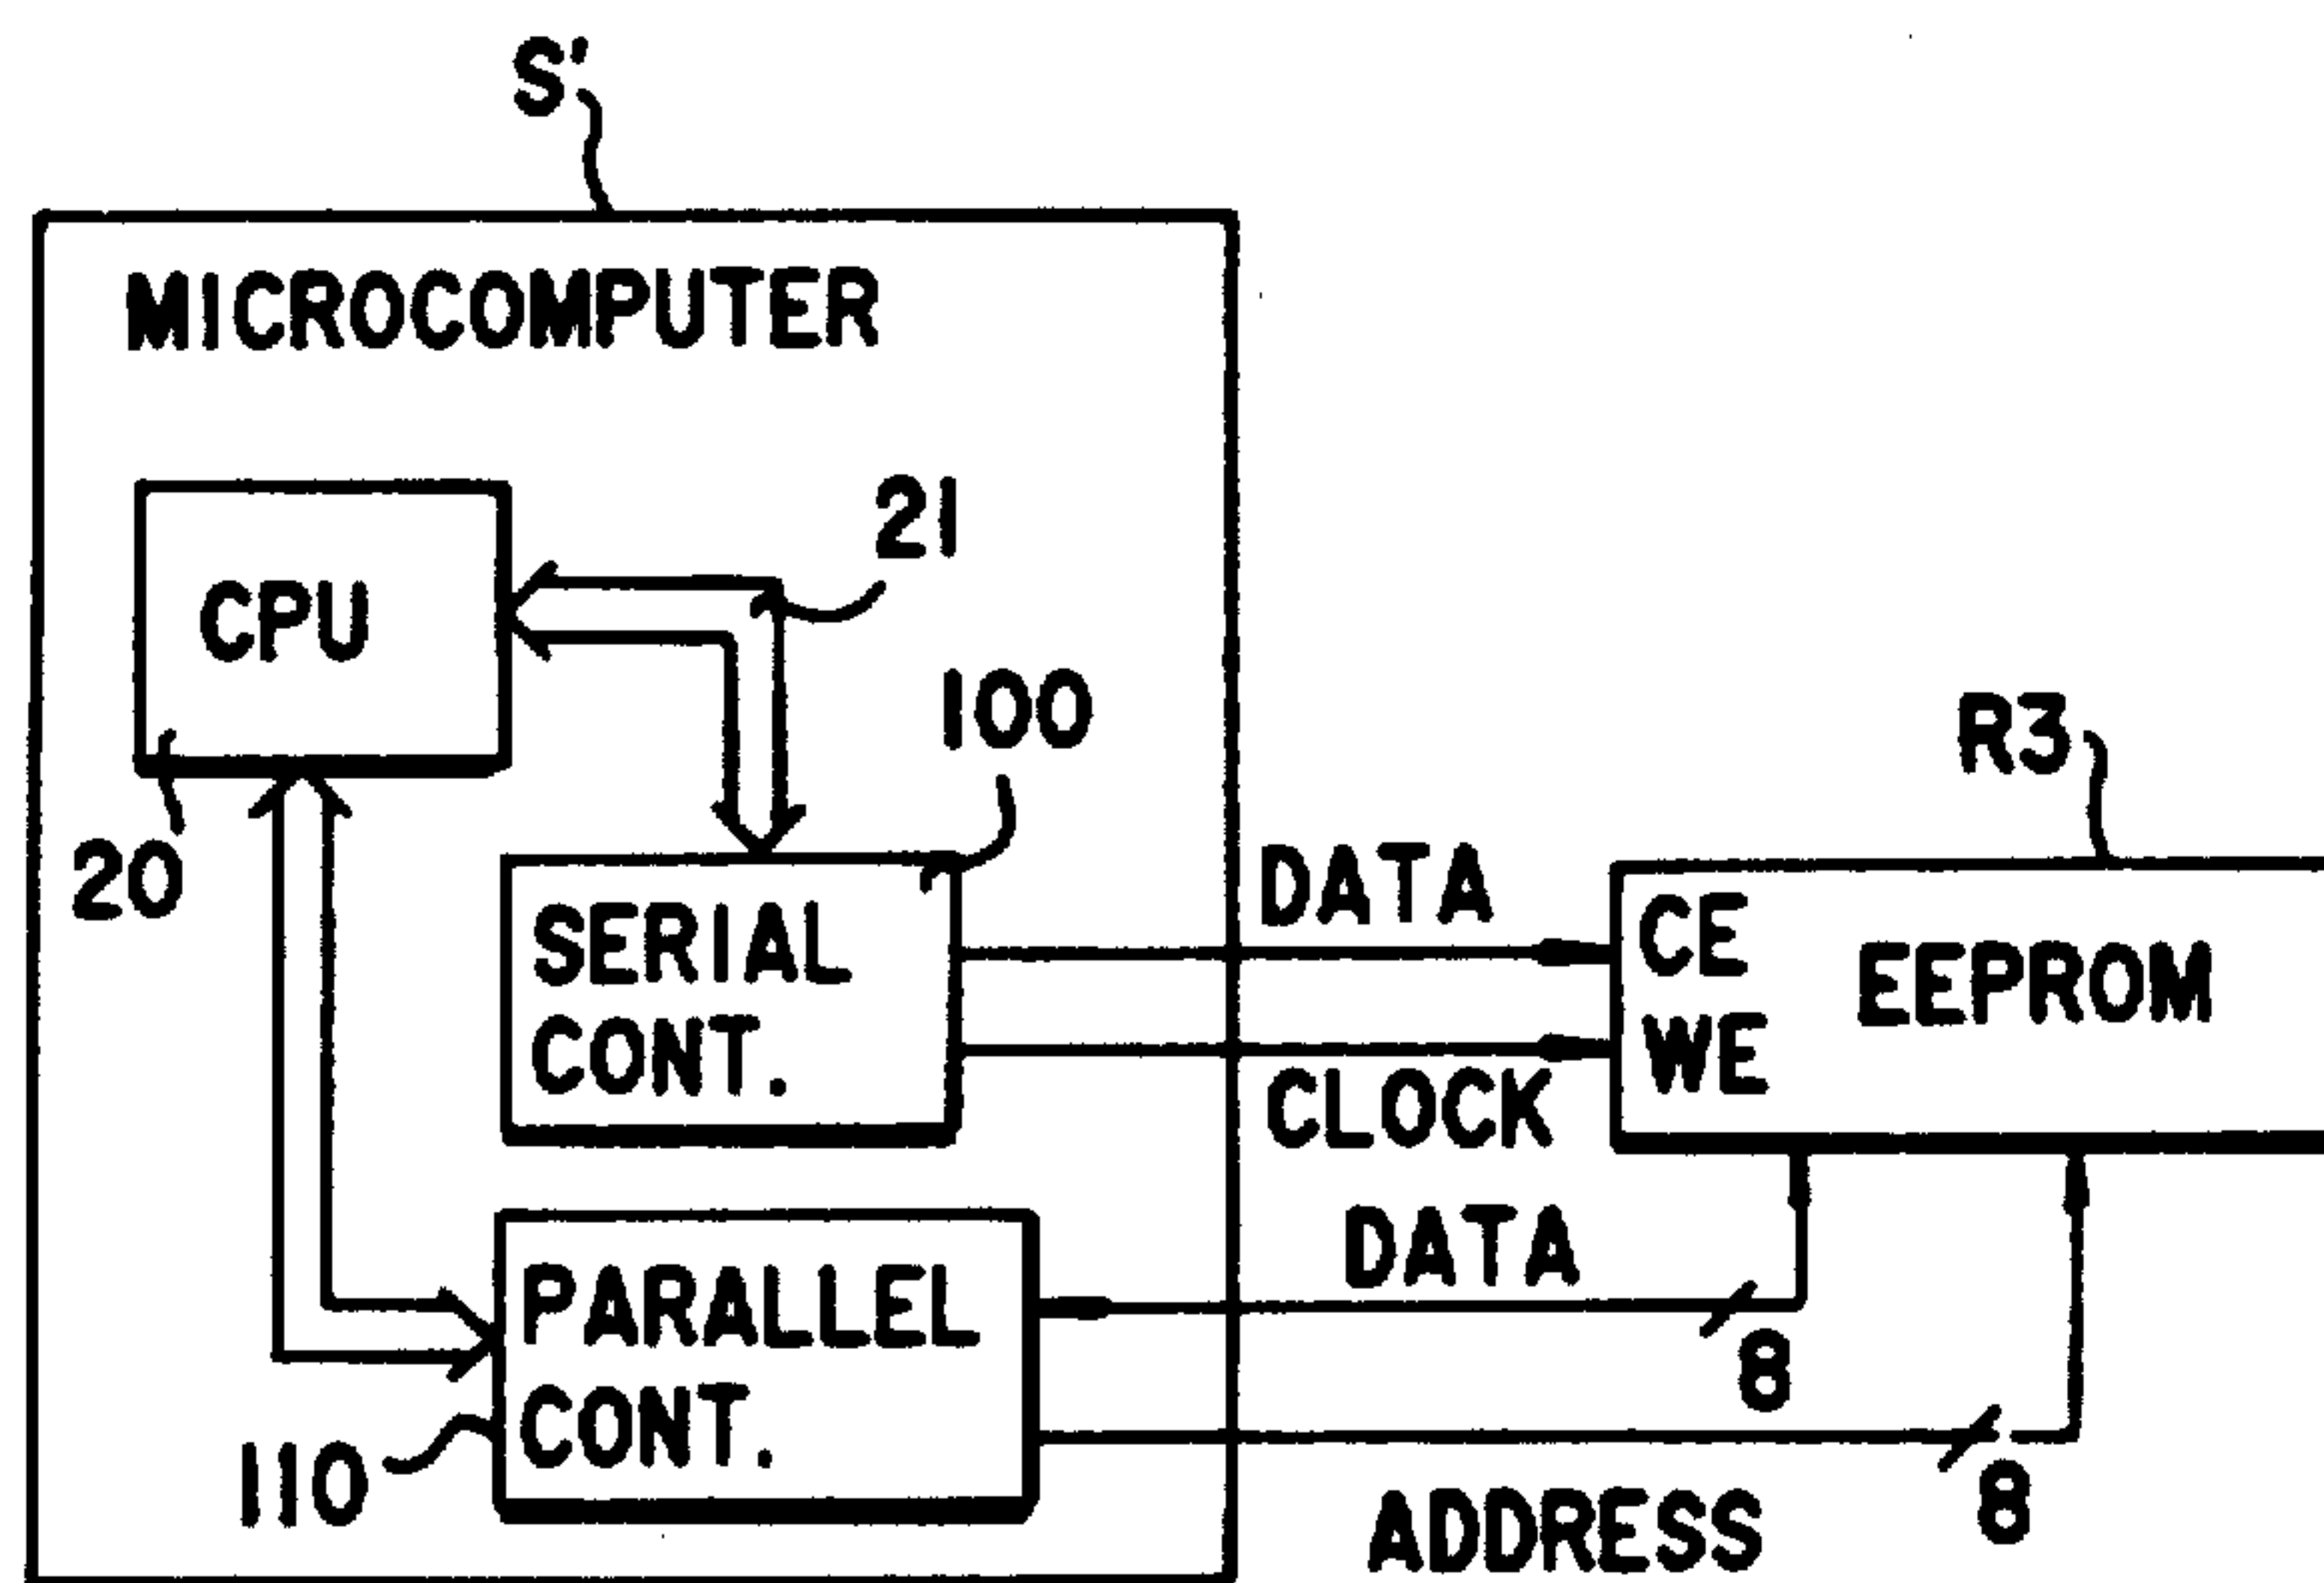 S'
MICROCOMPUTER
21
CPU
100
R3
20
DATA
SERIAL
CONT.
CE
WE
EEPROM
CLOCK
DATA
PARALLEL
CONT.
8
110
ADDRESS
8